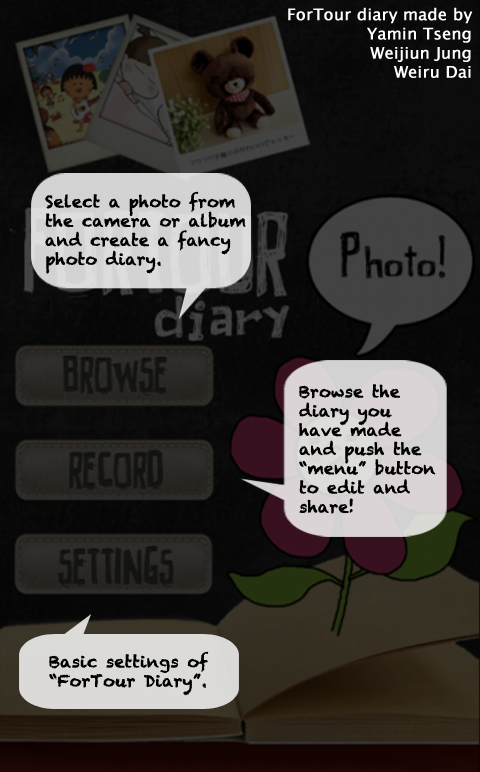 ForTour diary made by
Yamin Tseng
Weijiun Jung
Weiru Dai
Select a photo from
the camera or album
and create a fancy
photo diary.
FORTOUR
diary
Photo!
BROWSE
Browse the
diary you
have made
and push the
“menu” button
to edit and
share!
RECORD
SETTINGS
Basic settings of
“ForTour Diary”.